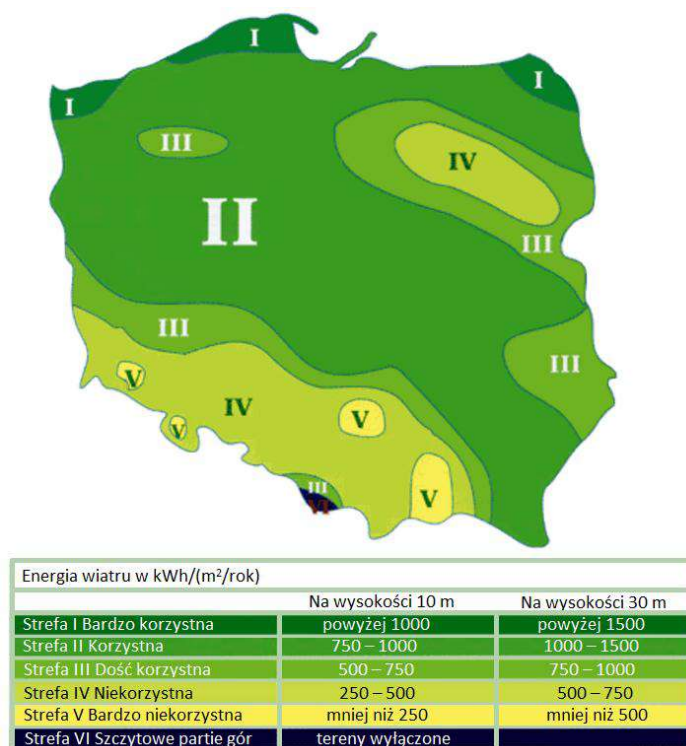 I
I
I
III
IV
II
III
III
III
V
IV
V
V
III
VI
V
Energia wiatru w kWh/(m²/rok)
Na wysokości 10 m Na wysokości 30 m
Strefa I Bardzo korzystna powyżej 1000 powyżej 1500
Strefa II Korzystna 750 – 1000 1000 – 1500
Strefa III Dość korzystna 500 – 750 750 – 1000
Strefa IV Niekorzystna 250 – 500 500 – 750
Strefa V Bardzo niekorzystna mniej niż 250 mniej niż 500
Strefa VI Szczytowe partie gór tereny wyłączone